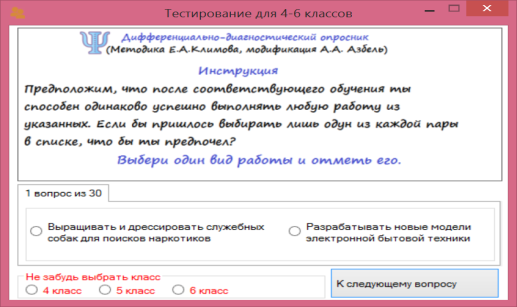 Тестирование для 4-6 классов
Дифференциально-диагностический опросник
(Методика Е.А.Климова, модификация А.А. Азбель)
Инструкция
Предположим, что после соответствующего обучения ты
способен одинаково успешно выполнять любую работу из
указанных. Если бы пришлось выбирать лишь один из каждой пары
в списке, что бы ты предпочел?
Выбери один вид работы и отметь его.
1 вопрос из 30
Выращивать и дрессировать служебных
собак для поисков наркотиков
Разрабатывать новые модели
электронной бытовой техники
Не забудь выбрать класс
4 класс
5 класс
6 класс
К следующему вопросу